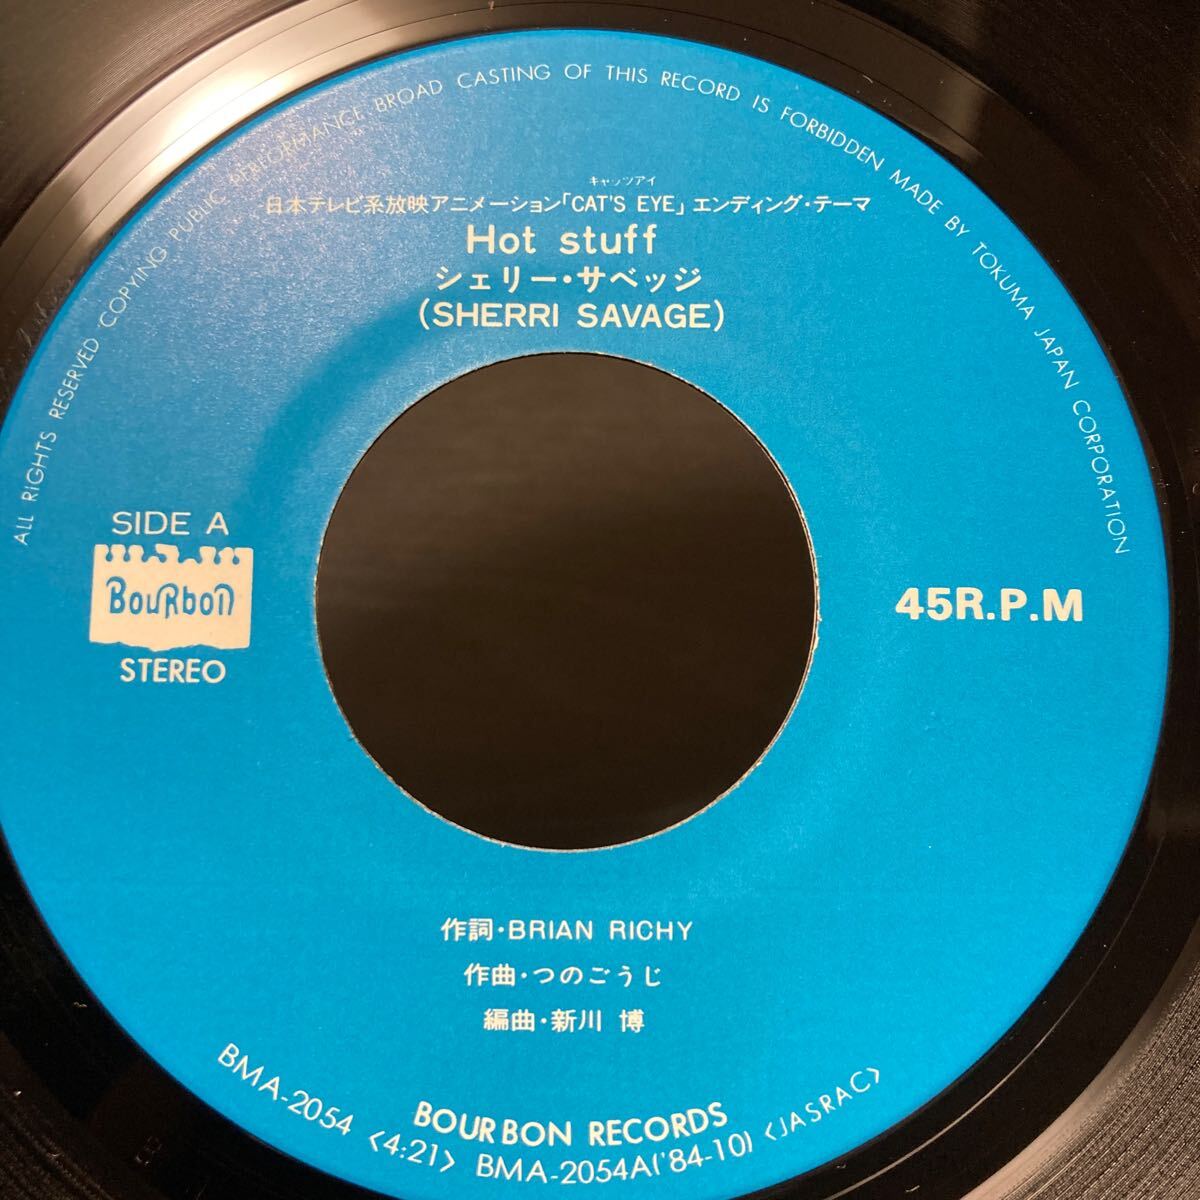 ALL RIGHTS RESERVED COPYING PUBLIC PERFORMANCE BROAD CASTING OF THIS RECORD IS FORBIDDEN MADE BY TOKUMA JAPAN CORPORATION
キャッツアイ
日本テレビ系放映アニメーション「CAT'S EYE」エンディング・テーマ
Hot stuff
シェリー・サベッジ
(SHERRI SAVAGE)
SIDE A
BouRbon
STEREO
45R.P.M
作詞・BRIAN RICHY
作曲・つのごうじ
編曲・新川 博
BOURBON RECORDS
BMA-2054 <4:21> BMA-2054A('84-10) <JASRAC>